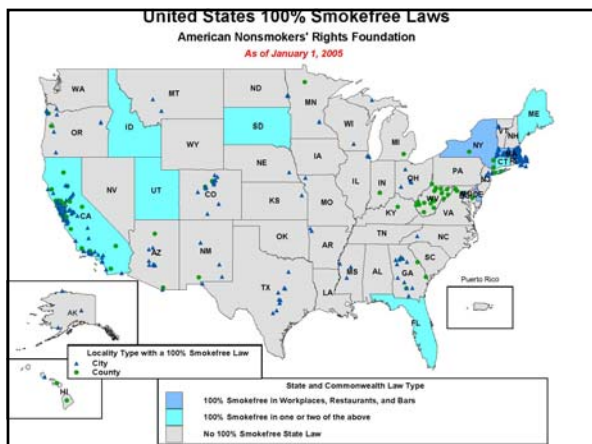 United States 100% Smokefree Laws
American Nonsmokers' Rights Foundation
As of January 1, 2005
WA
MT
ND
MN
ME
OR
ID
SD
WI
MI
NY
VT
NH
WY
NE
IA
PA
CT
NJ
NV
UT
CO
KS
MO
IL
IN
OH
WV
VA
KY
CA
AZ
NM
OK
AR
TN
NC
SC
TX
LA
MS
AL
GA
FL
Puerto Rico
AK
HI
Locality Type with a 100% Smokefree Law
City
County
State and Commonwealth Law Type
100% Smokefree in Workplaces, Restaurants, and Bars
100% Smokefree in one or two of the above
No 100% Smokefree State Law